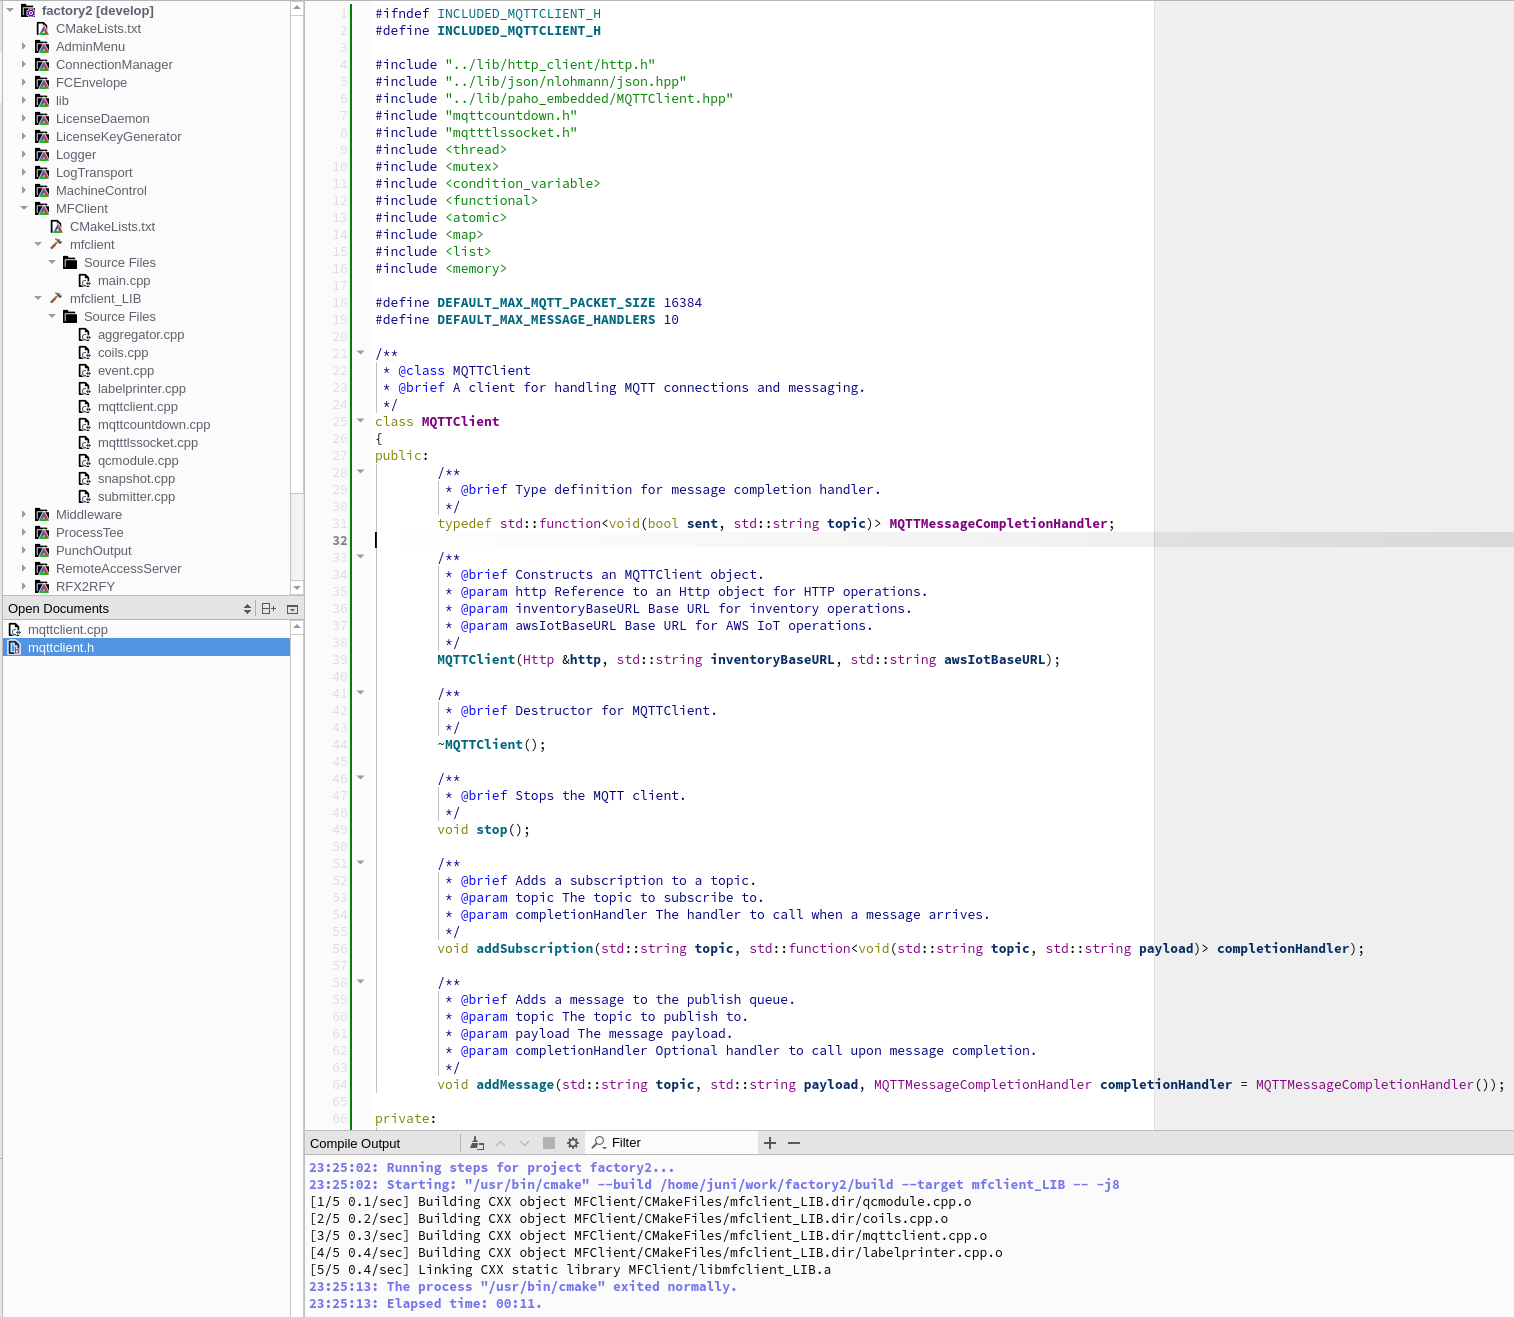 factory2 [develop]
CMakeLists.txt
AdminMenu
ConnectionManager
FCEnvelope
lib
LicenseDaemon
LicenseKeyGenerator
Logger
LogTransport
MachineControl
MFClient
CMakeLists.txt
mfclient
Source Files
main.cpp
mfclient_LIB
Source Files
aggregator.cpp
coils.cpp
event.cpp
labelprinter.cpp
mqttclient.cpp
mqttcountdown.cpp
mqtttlssocket.cpp
qcmodule.cpp
snapshot.cpp
submitter.cpp
Middleware
ProcessTee
PunchOutput
RemoteAccessServer
RFX2RFY
Open Documents
mqttclient.cpp
mqttclient.h
1 #ifndef INCLUDED_MQTTCLIENT_H
2 #define INCLUDED_MQTTCLIENT_H
3
4 #include "../lib/http_client/http.h"
5 #include "../lib/json/nlohmann/json.hpp"
6 #include "../lib/paho_embedded/MQTTClient.hpp"
7 #include "mqttcountdown.h"
8 #include "mqtttlssocket.h"
9 #include <thread>
10 #include <mutex>
11 #include <condition_variable>
12 #include <functional>
13 #include <atomic>
14 #include <map>
15 #include <list>
16 #include <memory>
17
18 #define DEFAULT_MAX_MQTT_PACKET_SIZE 16384
19 #define DEFAULT_MAX_MESSAGE_HANDLERS 10
20
21 /**
22  * @class MQTTClient
23  * @brief A client for handling MQTT connections and messaging.
24  */
25 class MQTTClient
26 {
27 public:
28         /**
29          * @brief Type definition for message completion handler.
30          */
31         typedef std::function<void(bool sent, std::string topic)> MQTTMessageCompletionHandler;
32
33         /**
34          * @brief Constructs an MQTTClient object.
35          * @param http Reference to an Http object for HTTP operations.
36          * @param inventoryBaseURL Base URL for inventory operations.
37          * @param awsIotBaseURL Base URL for AWS IoT operations.
38          */
39         MQTTClient(Http &http, std::string inventoryBaseURL, std::string awsIotBaseURL);
40
41         /**
42          * @brief Destructor for MQTTClient.
43          */
44         ~MQTTClient();
45
46         /**
47          * @brief Stops the MQTT client.
48          */
49         void stop();
50
51         /**
52          * @brief Adds a subscription to a topic.
53          * @param topic The topic to subscribe to.
54          * @param completionHandler The handler to call when a message arrives.
55          */
56         void addSubscription(std::string topic, std::function<void(std::string topic, std::string payload)> completionHandler);
57
58         /**
59          * @brief Adds a message to the publish queue.
60          * @param topic The topic to publish to.
61          * @param payload The message payload.
62          * @param completionHandler Optional handler to call upon message completion.
63          */
64         void addMessage(std::string topic, std::string payload, MQTTMessageCompletionHandler completionHandler = MQTTMessageCompletionHandler());
65
66 private:
Compile Output
Filter
23:25:02: Running steps for project factory2...
23:25:02: Starting: "/usr/bin/cmake" --build /home/juni/work/factory2/build --target mfclient_LIB -- -j8
[1/5 0.1/sec] Building CXX object MFClient/CMakeFiles/mfclient_LIB.dir/qcmodule.cpp.o
[2/5 0.2/sec] Building CXX object MFClient/CMakeFiles/mfclient_LIB.dir/coils.cpp.o
[3/5 0.3/sec] Building CXX object MFClient/CMakeFiles/mfclient_LIB.dir/mqttclient.cpp.o
[4/5 0.4/sec] Building CXX object MFClient/CMakeFiles/mfclient_LIB.dir/labelprinter.cpp.o
[5/5 0.4/sec] Linking CXX static library MFClient/libmfclient_LIB.a
23:25:13: The process "/usr/bin/cmake" exited normally.
23:25:13: Elapsed time: 00:11.